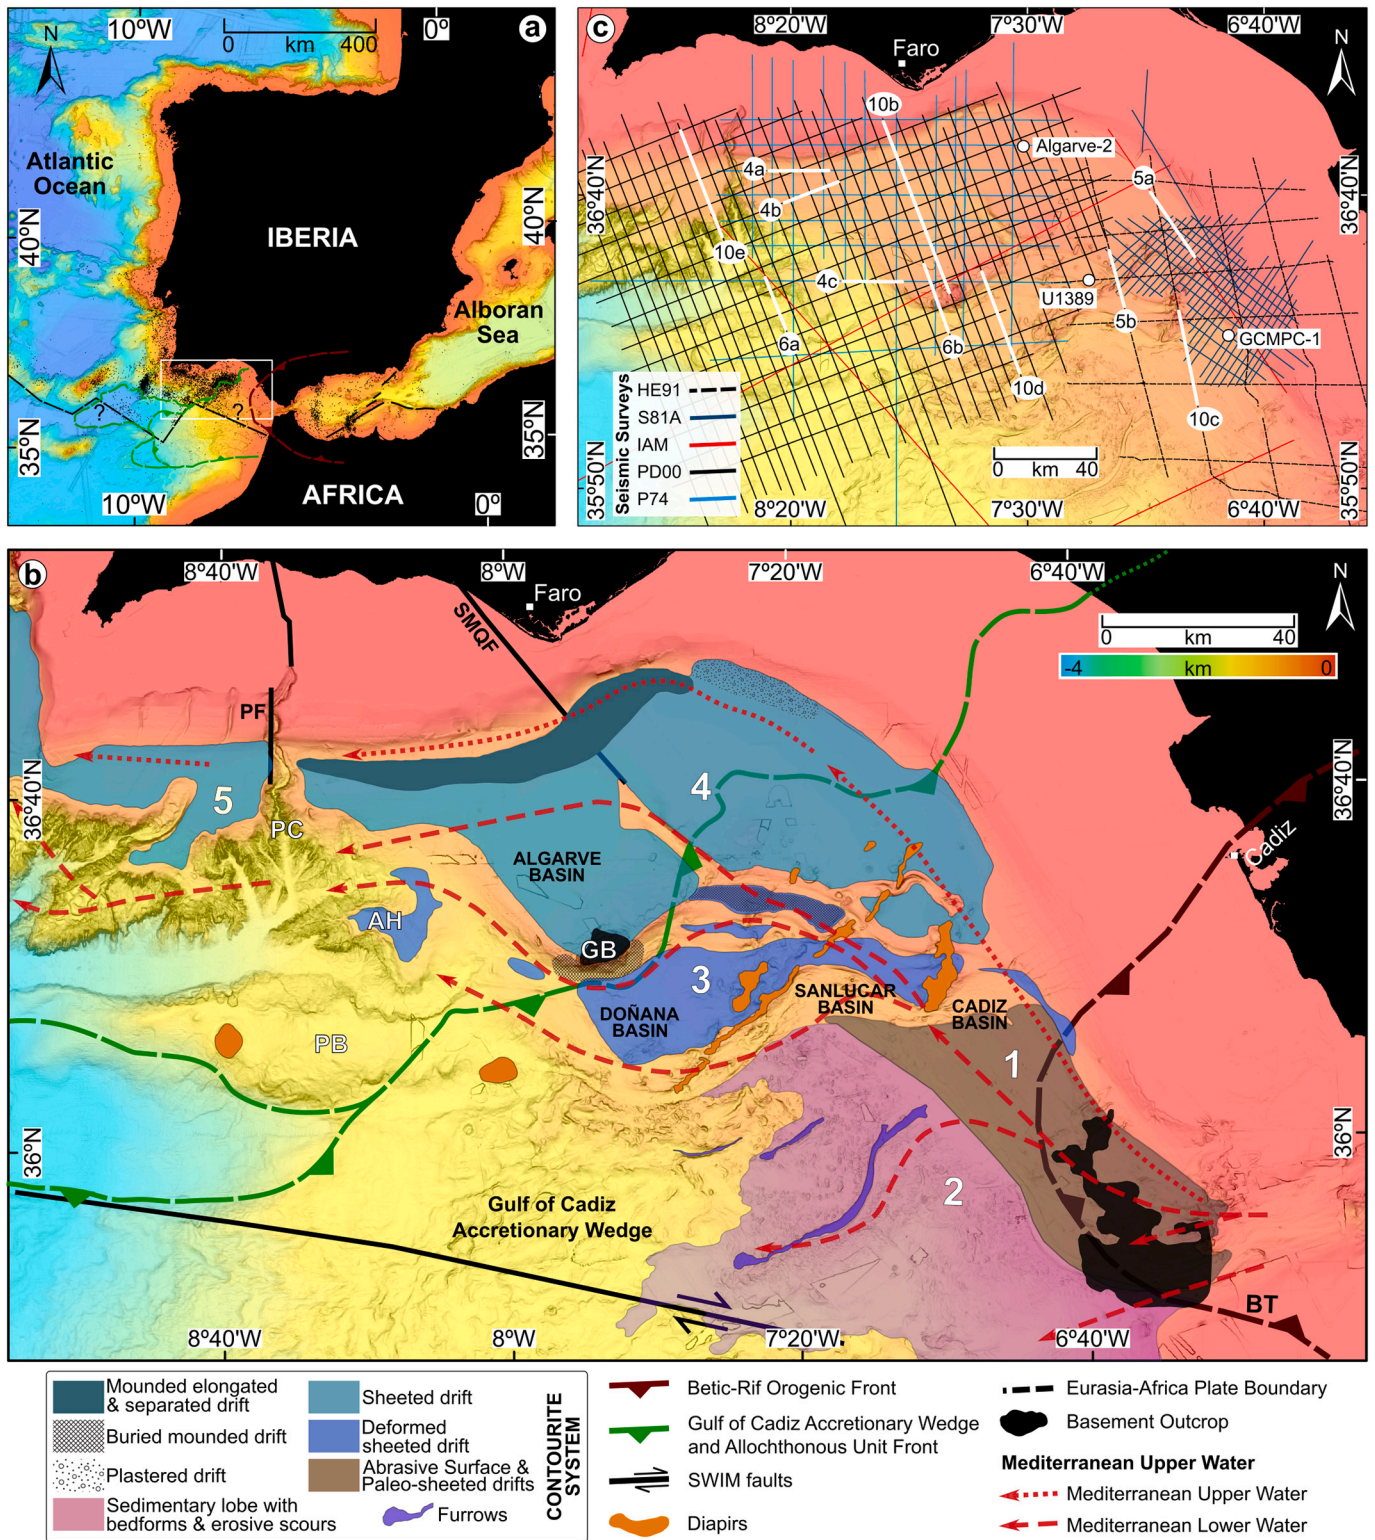 10ºW
0º
a
N
0 km 400
Atlantic
Ocean
40ºN
40ºN
IBERIA
Alboran
Sea
?
?
35ºN
35ºN
10ºW
AFRICA
0º
c
8º20'W
7º30'W
6º40'W
Faro
N
10b
Algarve-2
4a
5a
36º40'N
36º40'N
4b
10e
4c
U1389
5b
6a
6b
GCMPC-1
10d
10c
Seismic Surveys
HE91
S81A
IAM
PD00
P74
0 km 40
35º50'N
35º50'N
8º20'W
7º30'W
6º40'W
b
8º40'W
8ºW
7º20'W
6º40'W
Faro
N
SMQF
0 km 40
-4 km 0
PF
36º40'N
36º40'N
5
4
PC
ALGARVE
BASIN
Cadiz
AH
GB
3
SANLUCAR
BASIN
CADIZ
BASIN
DOÑANA
BASIN
PB
1
36ºN
36ºN
2
Gulf of Cadiz
Accretionary Wedge
BT
8º40'W
8ºW
7º20'W
6º40'W
Mounded elongated
& separated drift
Buried mounded drift
Plastered drift
Sedimentary lobe with
bedforms & erosive scours
Sheeted drift
Deformed
sheeted drift
Abrasive Surface &
Paleo-sheeted drifts
Furrows
CONTOURITE
SYSTEM
Betic-Rif Orogenic Front
Gulf of Cadiz Accretionary Wedge
and Allochthonous Unit Front
SWIM faults
Diapirs
Eurasia-Africa Plate Boundary
Basement Outcrop
Mediterranean Upper Water
Mediterranean Upper Water
Mediterranean Lower Water